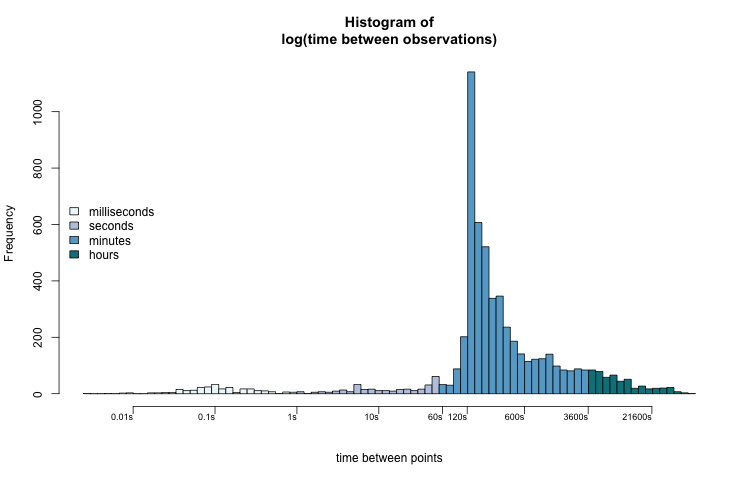 Histogram of
log(time between observations)
Frequency
1000
800
600
400
200
0
milliseconds
seconds
minutes
hours
0.01s 0.1s 1s 10s 60s 120s 600s 3600s 21600s
time between points